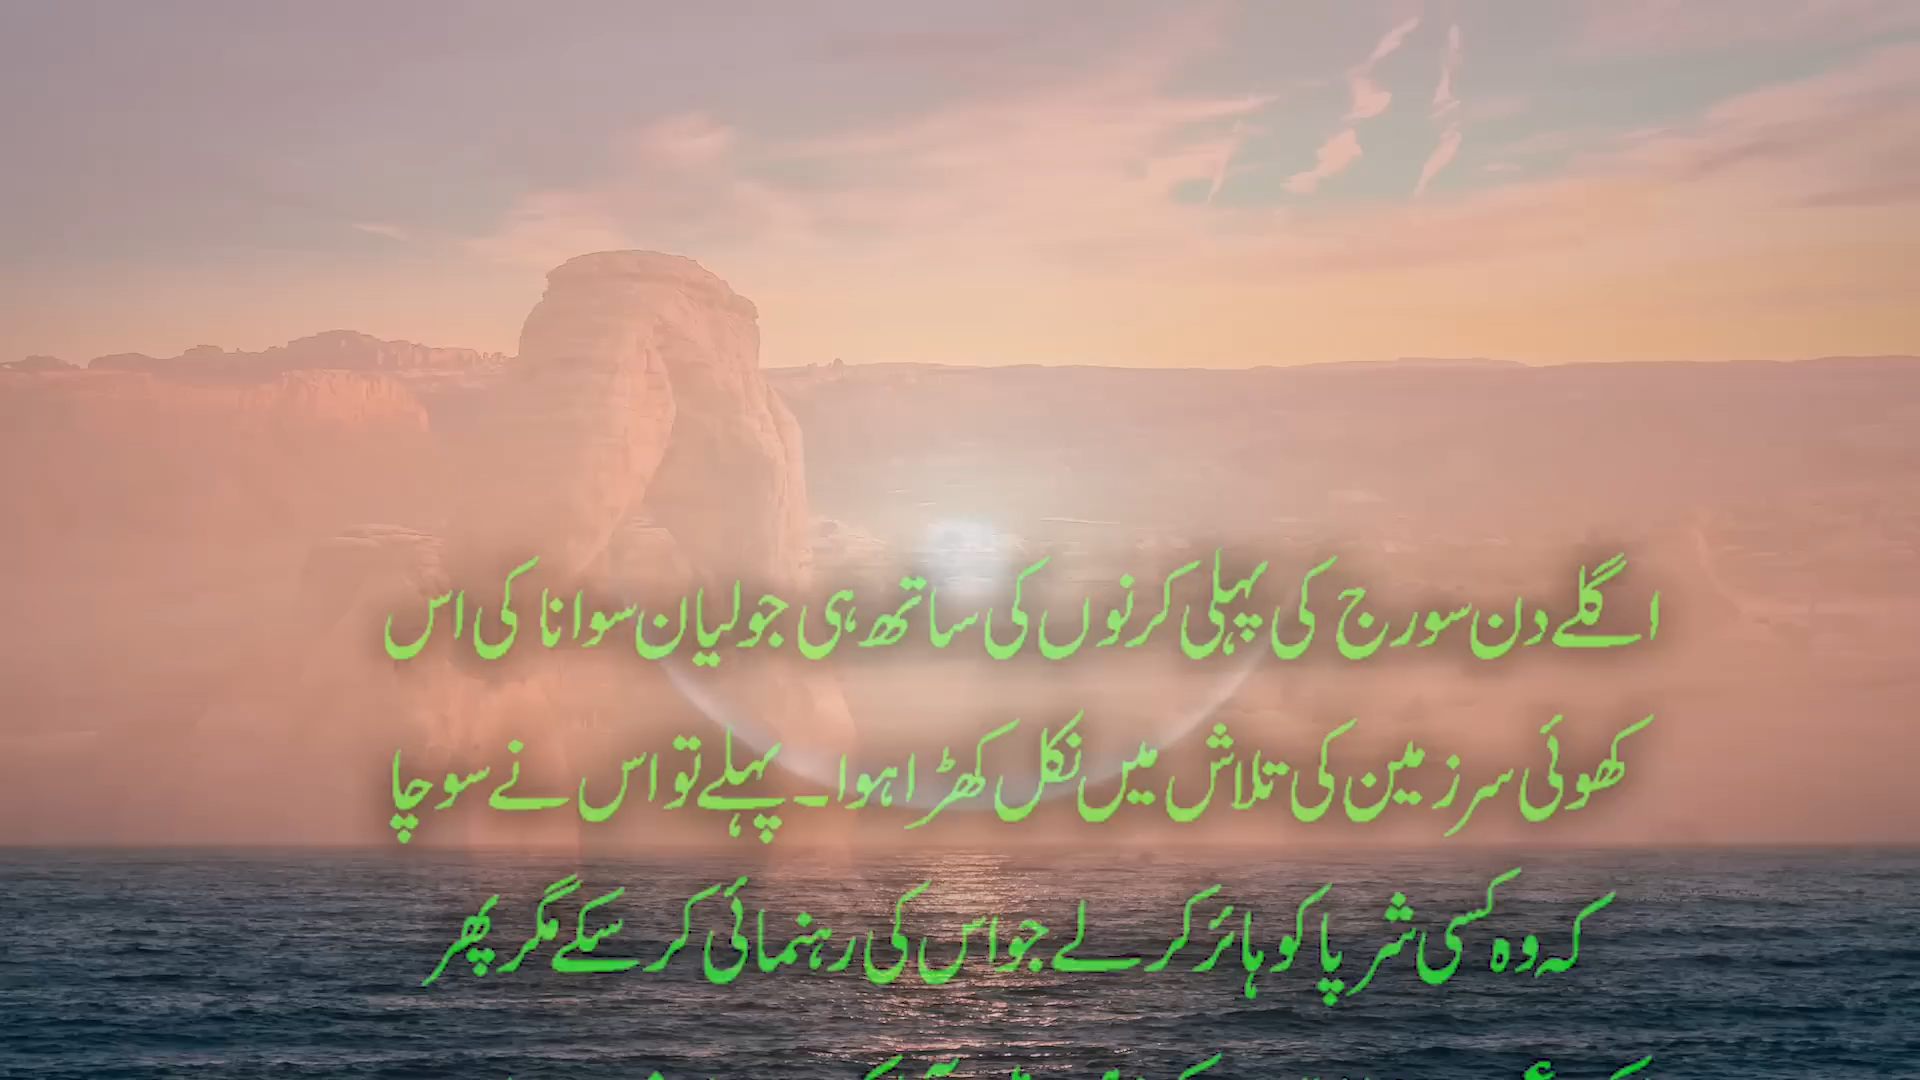 اگلے دن سورج کی پہلی کرنوں کی ساتھ ہی جولیان سوانا کی اس
کھوئی سرزمین کی تلاش میں نکل کھڑا ہوا۔ پہلے تو اس نے سوچا
کہ وہ کسی شرپا کو ہائر کر لے جو اس کی رہنمائی کر سکے مگر پھر